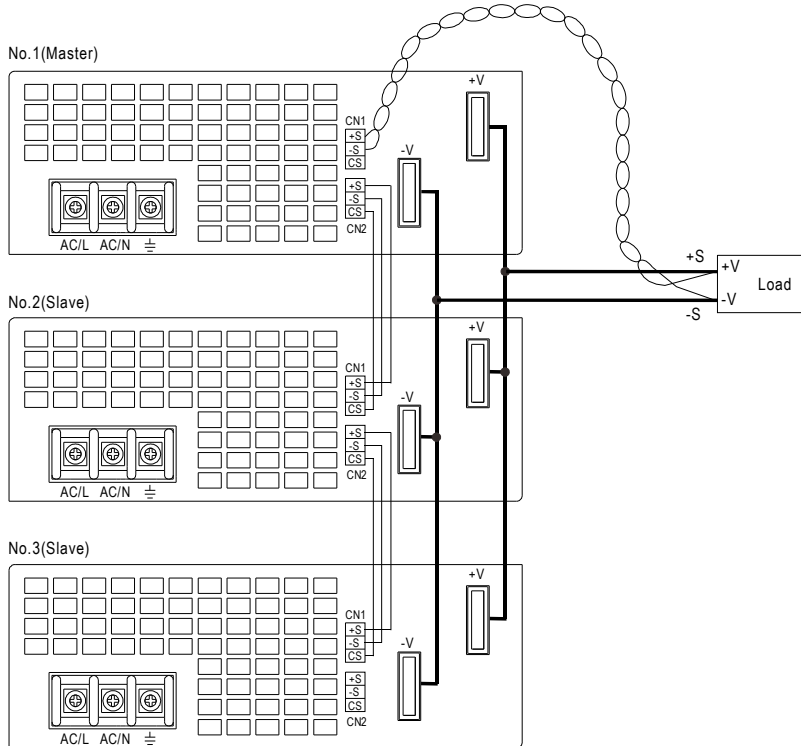 No.1(Master)
+V
CN1
+S
-S
CS
-V
+S
-S
CS
CN2
AC/L AC/N
+S
+V
-V
Load
-S
No.2(Slave)
+V
CN1
+S
-S
CS
-V
+S
-S
CS
CN2
AC/L AC/N
No.3(Slave)
+V
CN1
+S
-S
CS
-V
+S
-S
CS
CN2
AC/L AC/N